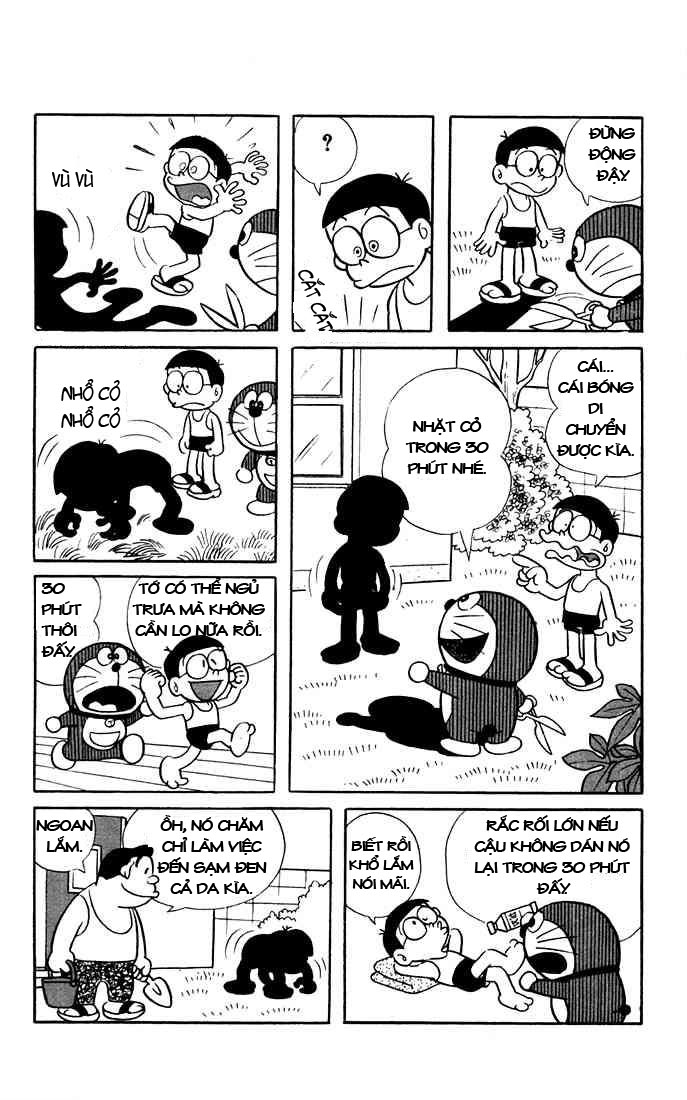 VÙ VÙ
?
CẮT CẮT
ĐỪNG
ĐỘNG
ĐẬY
NHỔ CỎ
NHỔ CỎ
NHẶT CỎ
TRONG 30
PHÚT NHÉ.
CÁI...
CÁI BÓNG
DI
CHUYỂN
ĐƯỢC KÌA.
30
PHÚT
THÔI
ĐẤY
TỚ CÓ THỂ NGỦ
TRƯA MÀ KHÔNG
CẦN LO NỮA RỒI.
NGOAN
LẮM.
ỒH, NÓ CHĂM
CHỈ LÀM VIỆC
ĐẾN SẠM ĐEN
CẢ DA KÌA.
BIẾT RỒI
KHỔ LẮM
NÓI MÃI.
RẮC RỐI LỚN NẾU
CẬU KHÔNG DÁN NÓ
LẠI TRONG 30 PHÚT
ĐẤY